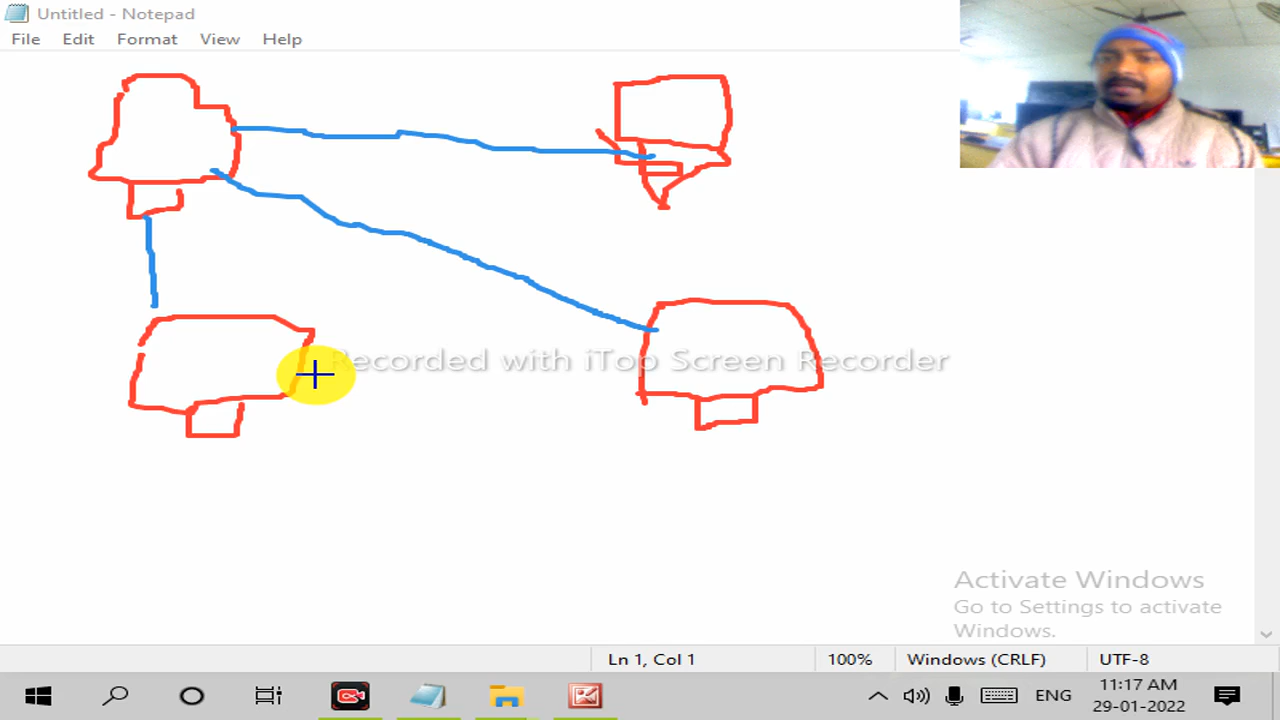 Untitled - Notepad
File Edit Format View Help
Recorded with iTop Screen Recorder
Activate Windows
Go to Settings to activate
Windows.
Ln 1, Col 1 100% Windows (CRLF) UTF-8
ENG 11:17 AM
29-01-2022